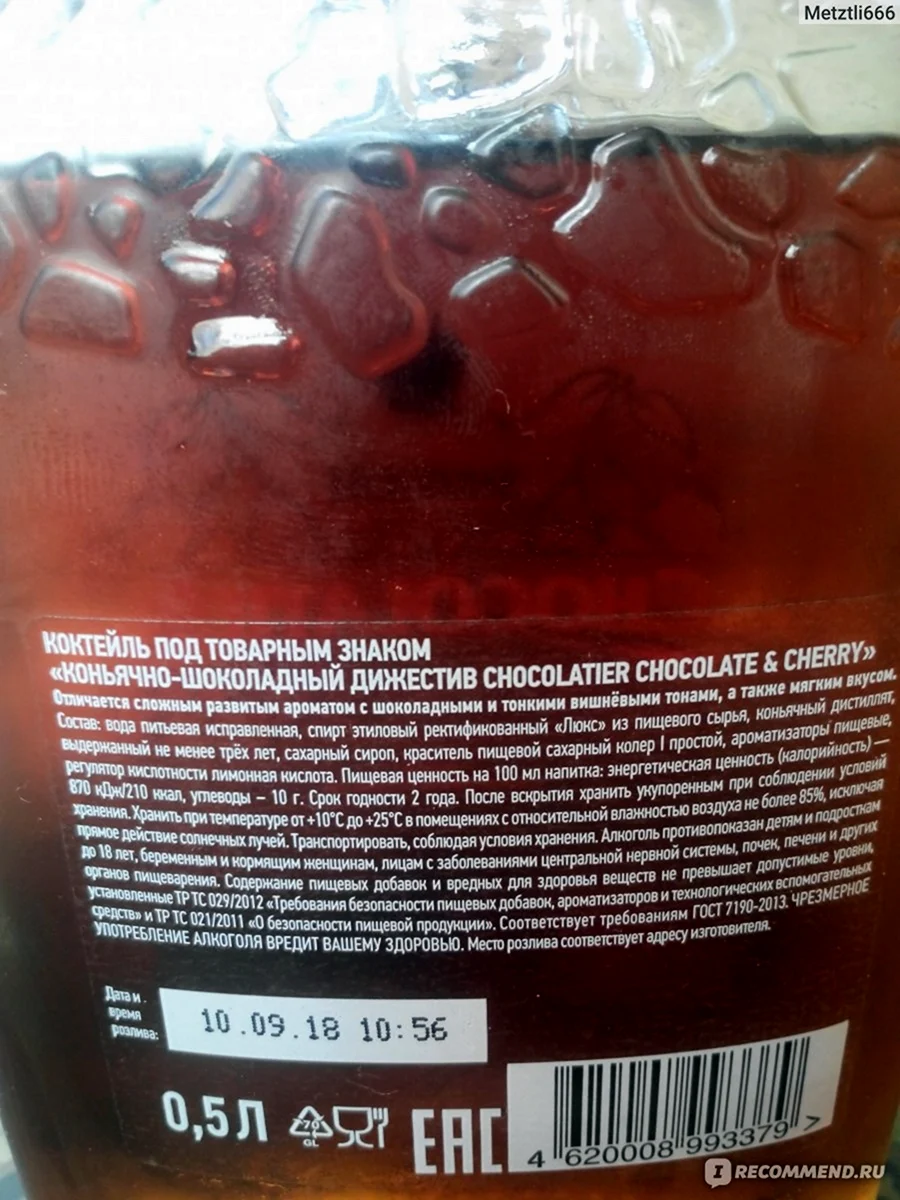 Metztli666
КОКТЕЙЛЬ ПОД ТОВАРНЫМ ЗНАКОМ
«КОНЬЯЧНО-ШОКОЛАДНЫЙ ДИЖЕСТИВ CHOCOLATIER CHOCOLATE & CHERRY»
Отличается сложным развитым ароматом с шоколадными и тонкими вишнёвыми тонами, а также мягким вкусом.
Состав: вода питьевая исправленная, спирт этиловый ректификованный «Люкс» из пищевого сырья, коньячный дистиллят,
выдержанный не менее трёх лет, сахарный сироп, краситель пищевой сахарный колер I простой, ароматизаторы пищевые,
регулятор кислотности лимонная кислота. Пищевая ценность на 100 мл напитка: энергетическая ценность (калорийность) —
870 кДж/210 ккал, углеводы – 10 г. Срок годности 2 года. После вскрытия хранить укупоренным при соблюдении условий
хранения. Хранить при температуре от +10°С до +25°С в помещениях с относительной влажностью воздуха не более 85%, исключая
прямое действие солнечных лучей. Транспортировать, соблюдая условия хранения. Алкоголь противопоказан детям и подросткам
до 18 лет, беременным и кормящим женщинам, лицам с заболеваниями центральной нервной системы, почек, печени и других
органов пищеварения. Содержание пищевых добавок и вредных для здоровья веществ не превышает допустимые уровни,
установленные ТР ТС 029/2012 «Требования безопасности пищевых добавок, ароматизаторов и технологических вспомогательных
средств» и ТР ТС 021/2011 «О безопасности пищевой продукции». Соответствует требованиям ГОСТ 7190-2013. ЧРЕЗМЕРНОЕ
УПОТРЕБЛЕНИЕ АЛКОГОЛЯ ВРЕДИТ ВАШЕМУ ЗДОРОВЬЮ. Место розлива соответствует адресу изготовителя.
Дата и
время
розлива:
10.09.18 10:56
0,5 Л
70
GL
EAC
4 620008 993379 >
IRECOMMEND.RU